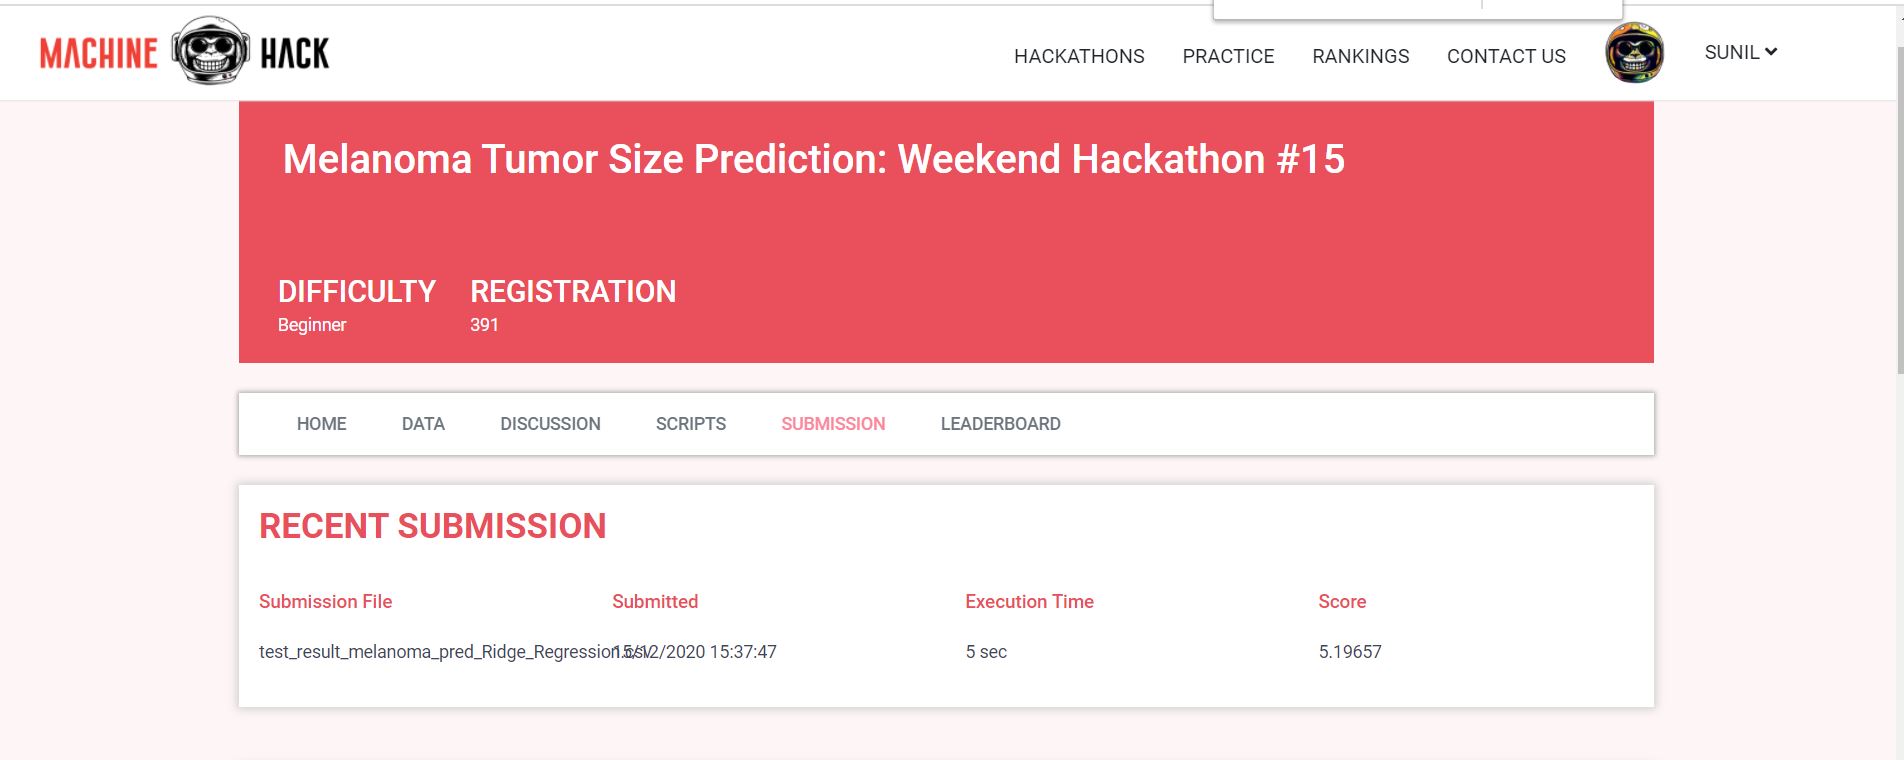 MACHINE HACK
HACKATHONS PRACTICE RANKINGS CONTACT US SUNIL
Melanoma Tumor Size Prediction: Weekend Hackathon #15
DIFFICULTY REGISTRATION
Beginner 391
HOME DATA DISCUSSION SCRIPTS SUBMISSION LEADERBOARD
RECENT SUBMISSION
Submission File Submitted Execution Time Score
test_result_melanoma_pred_Ridge_Regression.csv 15/12/2020 15:37:47 5 sec 5.19657